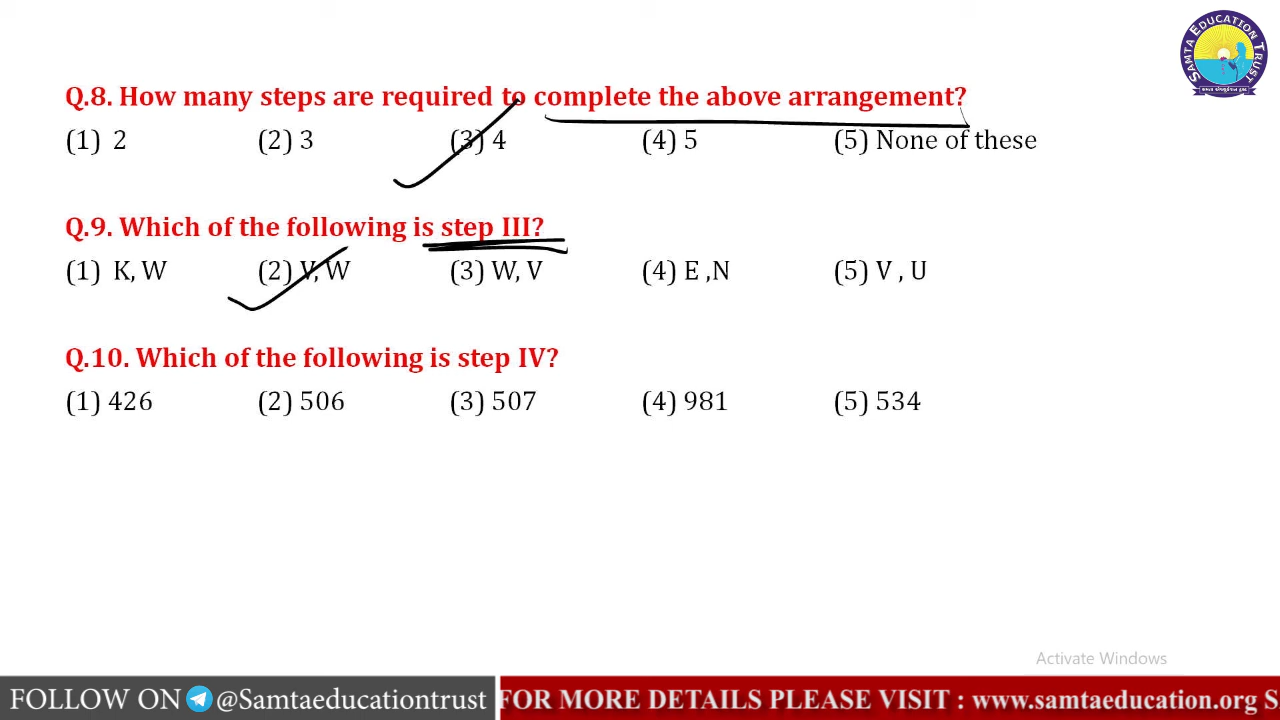 SAMTA EDUCATION TRUST
Q.8. How many steps are required to complete the above arrangement?
(1) 2 (2) 3 (3) 4 (4) 5 (5) None of these
Q.9. Which of the following is step III?
(1) K, W (2) V, W (3) W, V (4) E ,N (5) V , U
Q.10. Which of the following is step IV?
(1) 426 (2) 506 (3) 507 (4) 981 (5) 534
Activate Windows
FOLLOW ON @Samtaeducationtrust FOR MORE DETAILS PLEASE VISIT : www.samtaeducation.org S